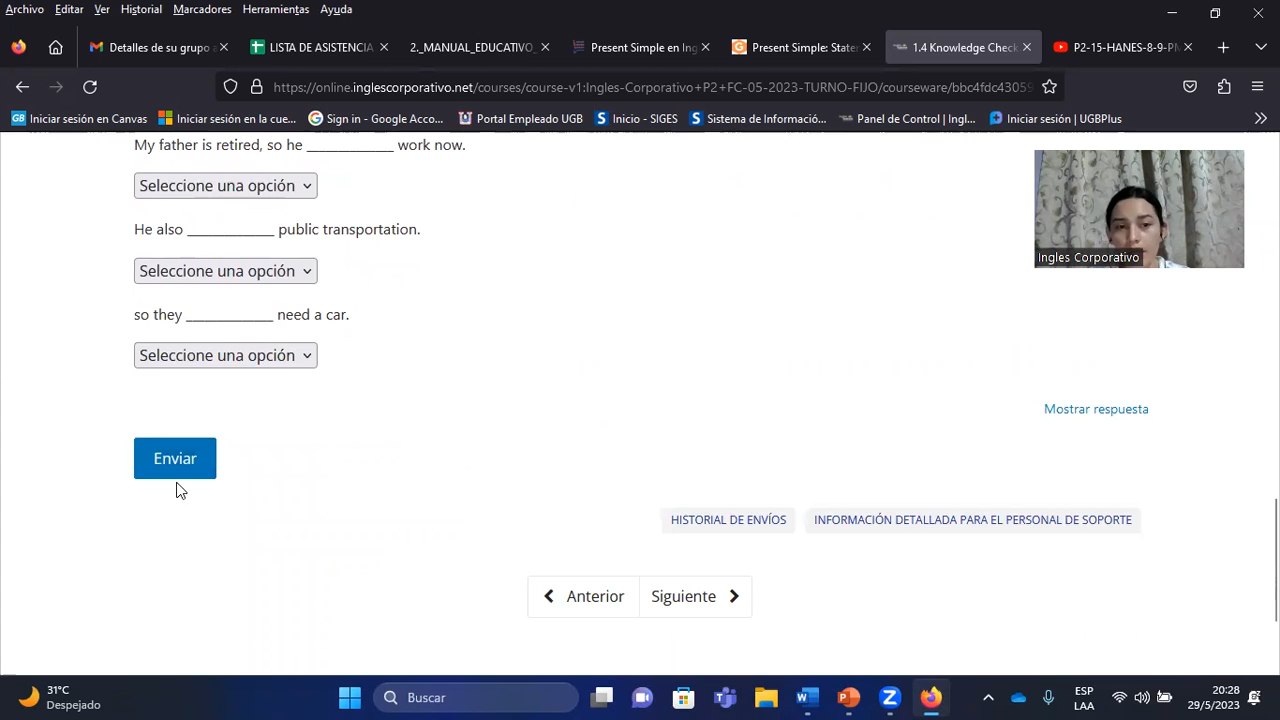 Archivo Editar Ver Historial Marcadores Herramientas Ayuda
Detalles de su grupo a LISTA DE ASISTENCIA 2._MANUAL_EDUCATIVO_ Present Simple en Ing Present Simple: State 1.4 Knowledge Check P2-15-HANES-8-9-PM
https://online.inglescorporativo.net/courses/course-v1:Ingles-Corporativo+P2+FC-05-2023-TURNO-FIJO/courseware/bbc4fdc43059
Iniciar sesión en Canvas Iniciar sesión en la cue... Sign in - Google Acco... Portal Empleado UGB Inicio - SIGES Sistema de Informació... Panel de Control | Ingl... Iniciar sesión | UGBPlus
My father is retired, so he _____________ work now.
Seleccione una opción
He also _____________ public transportation.
Seleccione una opción
so they _____________ need a car.
Seleccione una opción
Ingles Corporativo
Mostrar respuesta
Enviar
HISTORIAL DE ENVÍOS INFORMACIÓN DETALLADA PARA EL PERSONAL DE SOPORTE
Anterior Siguiente
31°C
Despejado
Buscar
ESP
LAA
20:28
29/5/2023